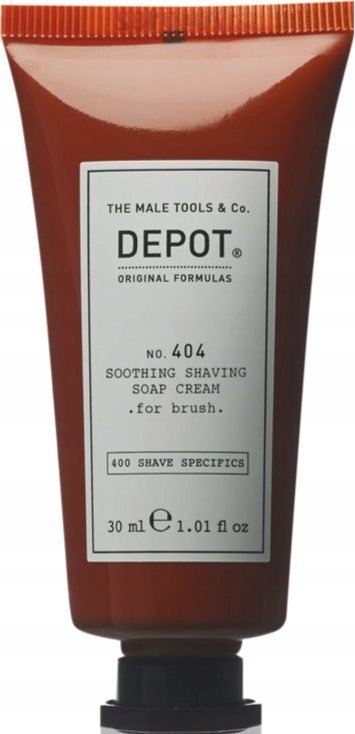 THE MALE TOOLS & Co.
DEPOT®
ORIGINAL FORMULAS
NO. 404
SOOTHING SHAVING
SOAP CREAM
.for brush.
400 SHAVE SPECIFICS
30 ml ℮ 1.01 fl oz